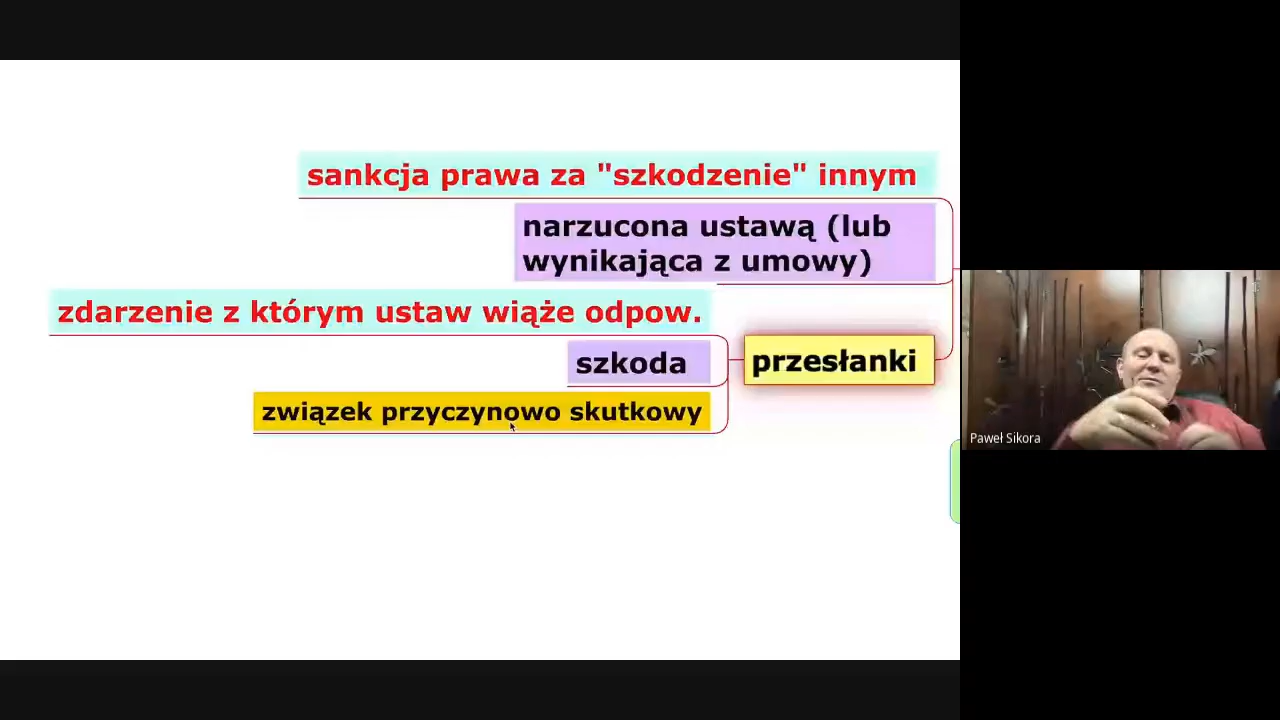 sankcja prawa za "szkodzenie" innym
narzucona ustawą (lub
wynikająca z umowy)
zdarzenie z którym ustaw wiąże odpow.
szkoda
przesłanki
związek przyczynowo skutkowy
Paweł Sikora